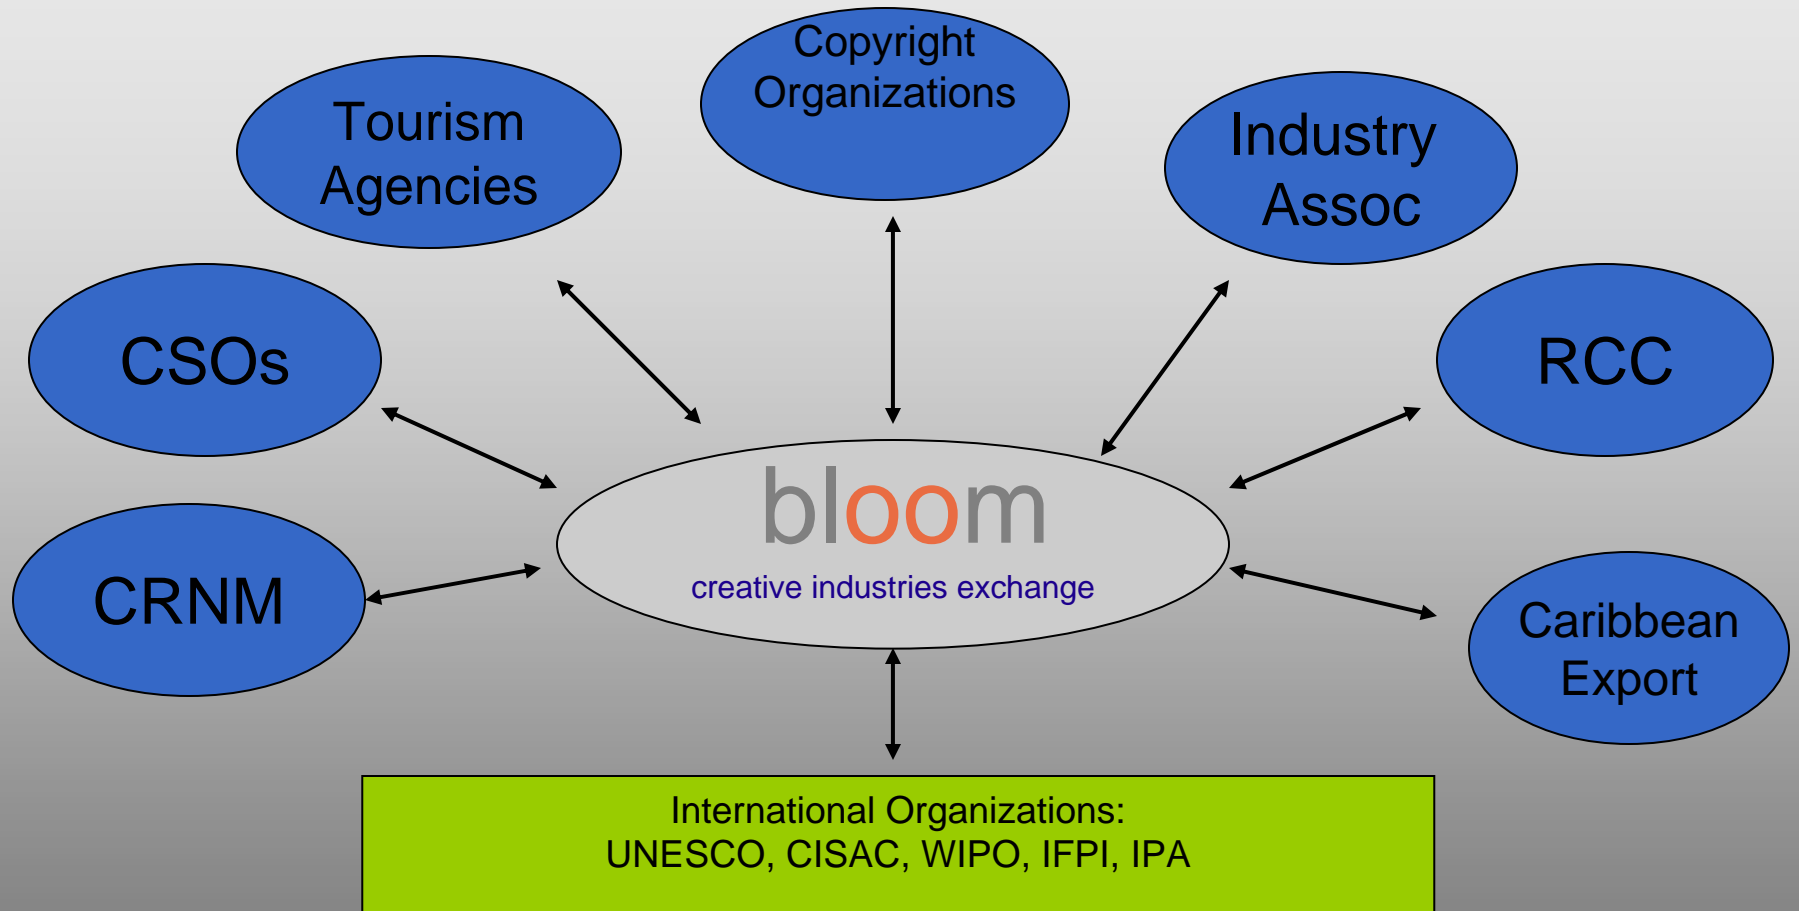 Copyright
Organizations
Tourism
Agencies
Industry
Assoc
CSOs
RCC
CRNM
bloom
creative industries exchange
Caribbean
Export
International Organizations:
UNESCO, CISAC, WIPO, IFPI, IPA